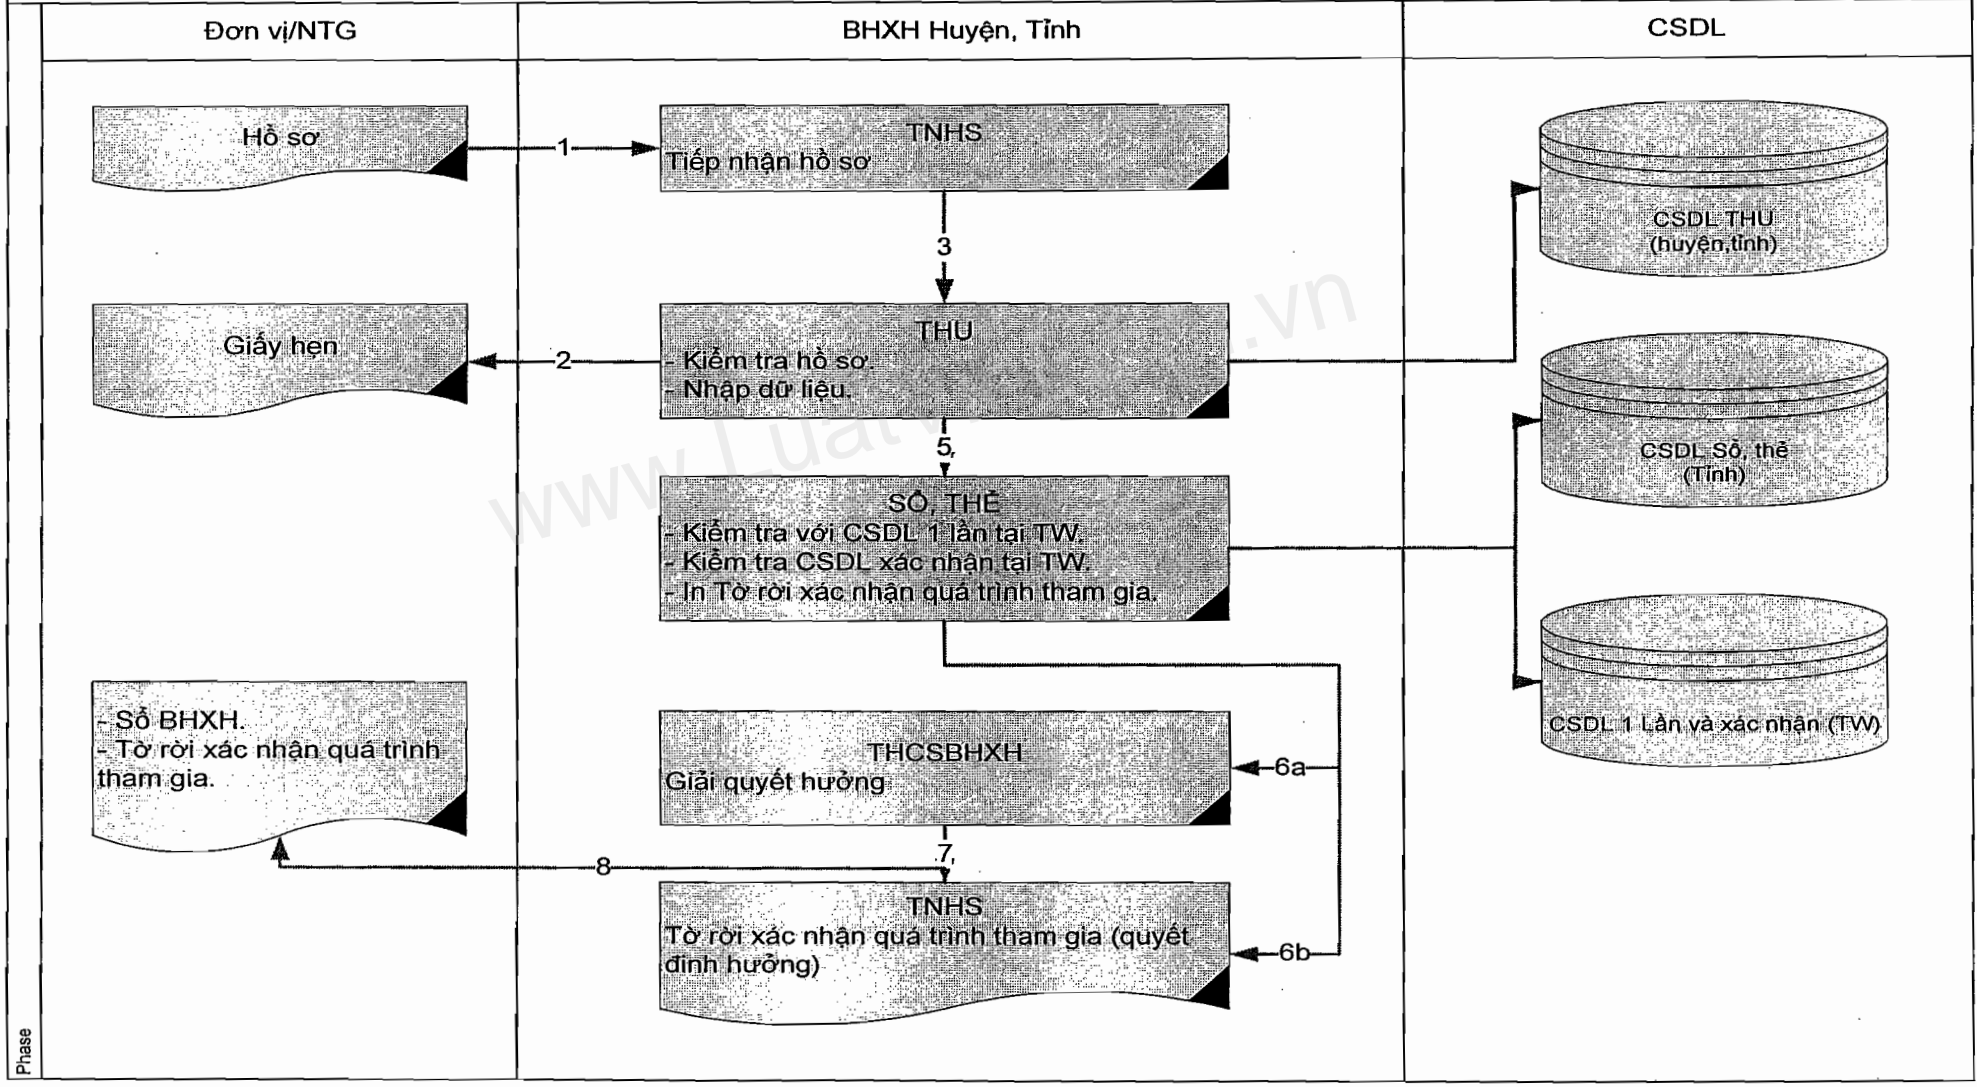 Đơn vị/NTG
BHXH Huyện, Tỉnh
CSDL
Hồ sơ
1
TNHS
Tiếp nhận hồ sơ
3
CSDL THU
(huyện,tỉnh)
Giấy hẹn
2
THU
- Kiểm tra hồ sơ.
- Nhập dữ liệu.
5
CSDL Sổ, thẻ
(Tỉnh)
SỔ, THẺ
- Kiểm tra với CSDL 1 lần tại TW.
- Kiểm tra CSDL xác nhận tại TW.
- In Tờ rời xác nhận quá trình tham gia.
- Sổ BHXH.
- Tờ rời xác nhận quá trình
tham gia.
THCSBHXH
Giải quyết hưởng
6a
CSDL 1 Lần và xác nhận (TW)
7
8
TNHS
Tờ rời xác nhận quá trình tham gia (quyết
định hưởng)
6b
Phase